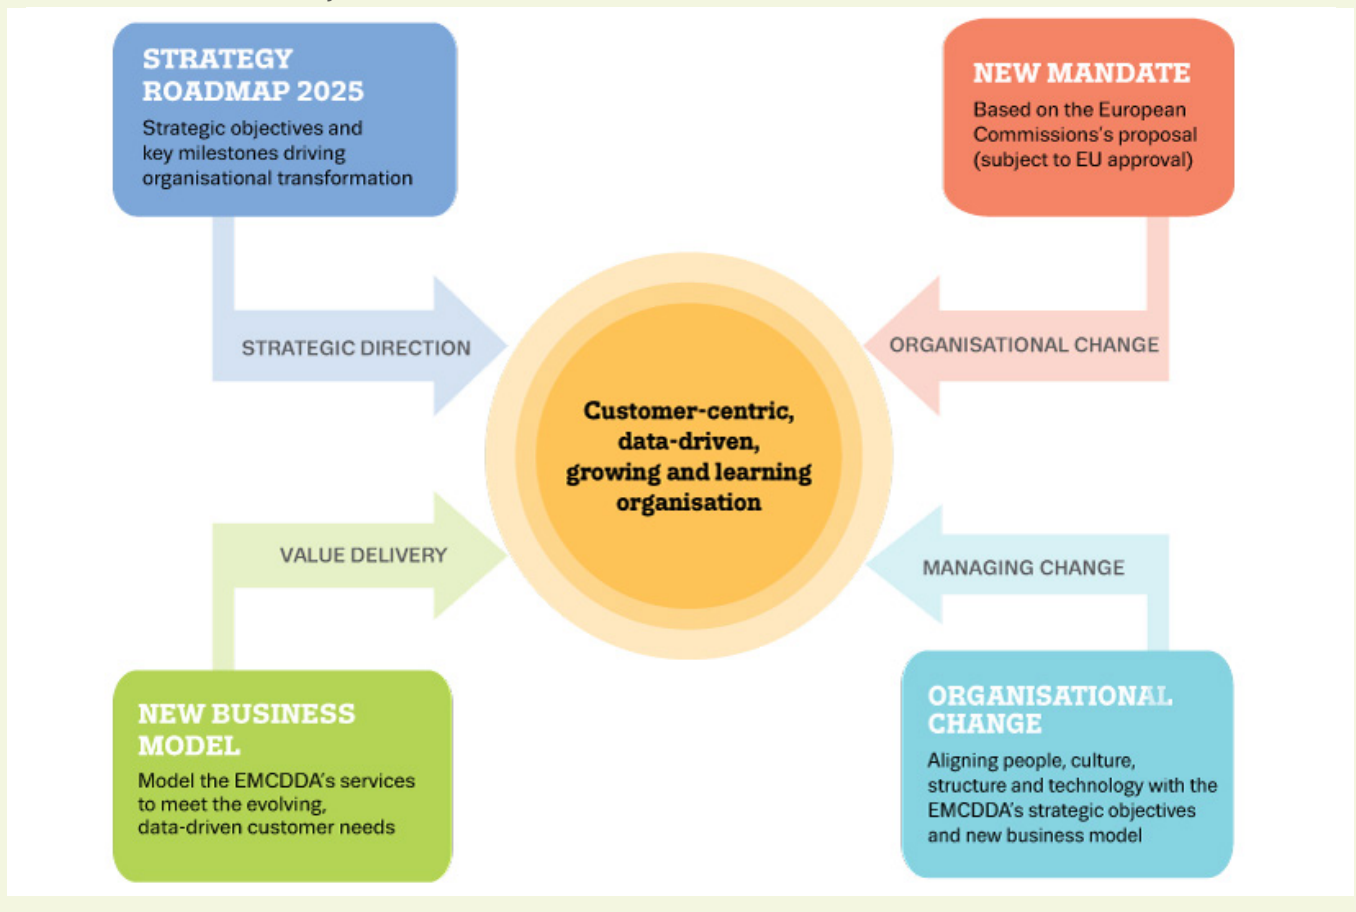 STRATEGY
ROADMAP 2025
Strategic objectives and
key milestones driving
organisational transformation
NEW MANDATE
Based on the European
Commissions's proposal
(subject to EU approval)
STRATEGIC DIRECTION
ORGANISATIONAL CHANGE
Customer-centric,
data-driven,
growing and learning
organisation
VALUE DELIVERY
MANAGING CHANGE
NEW BUSINESS
MODEL
Model the EMCDDA's services
to meet the evolving,
data-driven customer needs
ORGANISATIONAL
CHANGE
Aligning people, culture,
structure and technology with the
EMCDDA's strategic objectives
and new business model